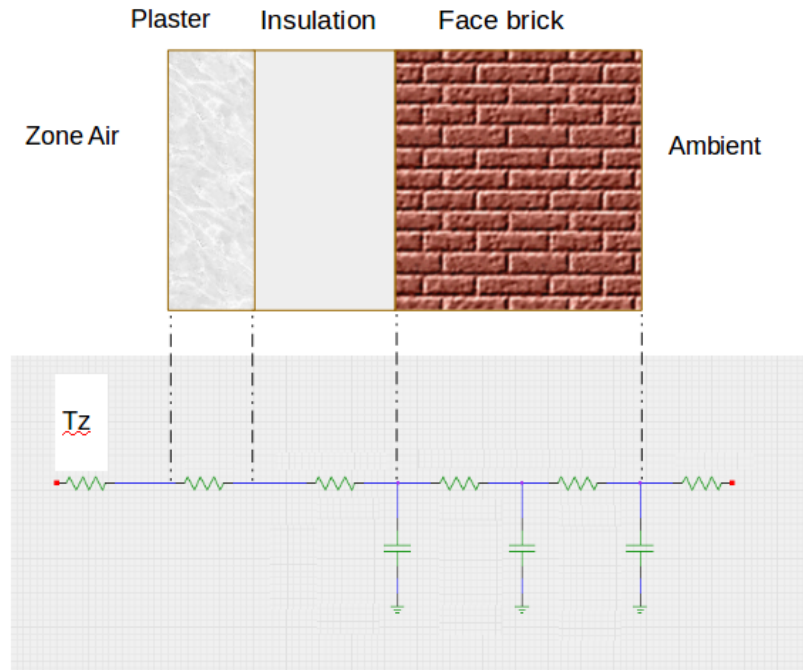 Plaster
Insulation
Face brick
Zone Air
Ambient
Tz